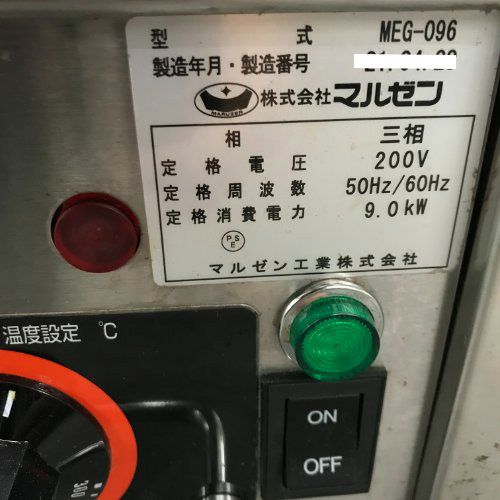 型式 MEG-096
製造年月・製造番号
MARUZEN 株式会社マルゼン
相 三相
定格電圧 200V
定格周波数 50Hz/60Hz
定格消費電力 9.0kW
PSE
マルゼン工業株式会社
温度設定 ℃
ON
OFF
300